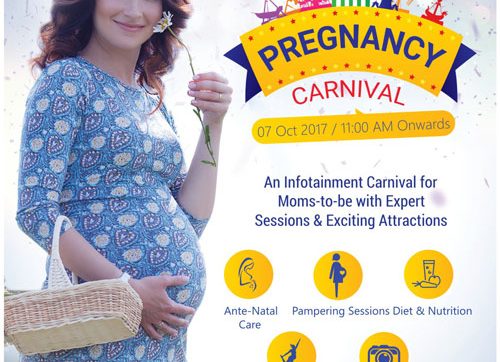 PREGNANCY
CARNIVAL
07 Oct 2017 / 11:00 AM Onwards
An Infotainment Carnival for
Moms-to-be with Expert
Sessions & Exciting Attractions
Ante-Natal
Care
Pampering Sessions
Diet & Nutrition